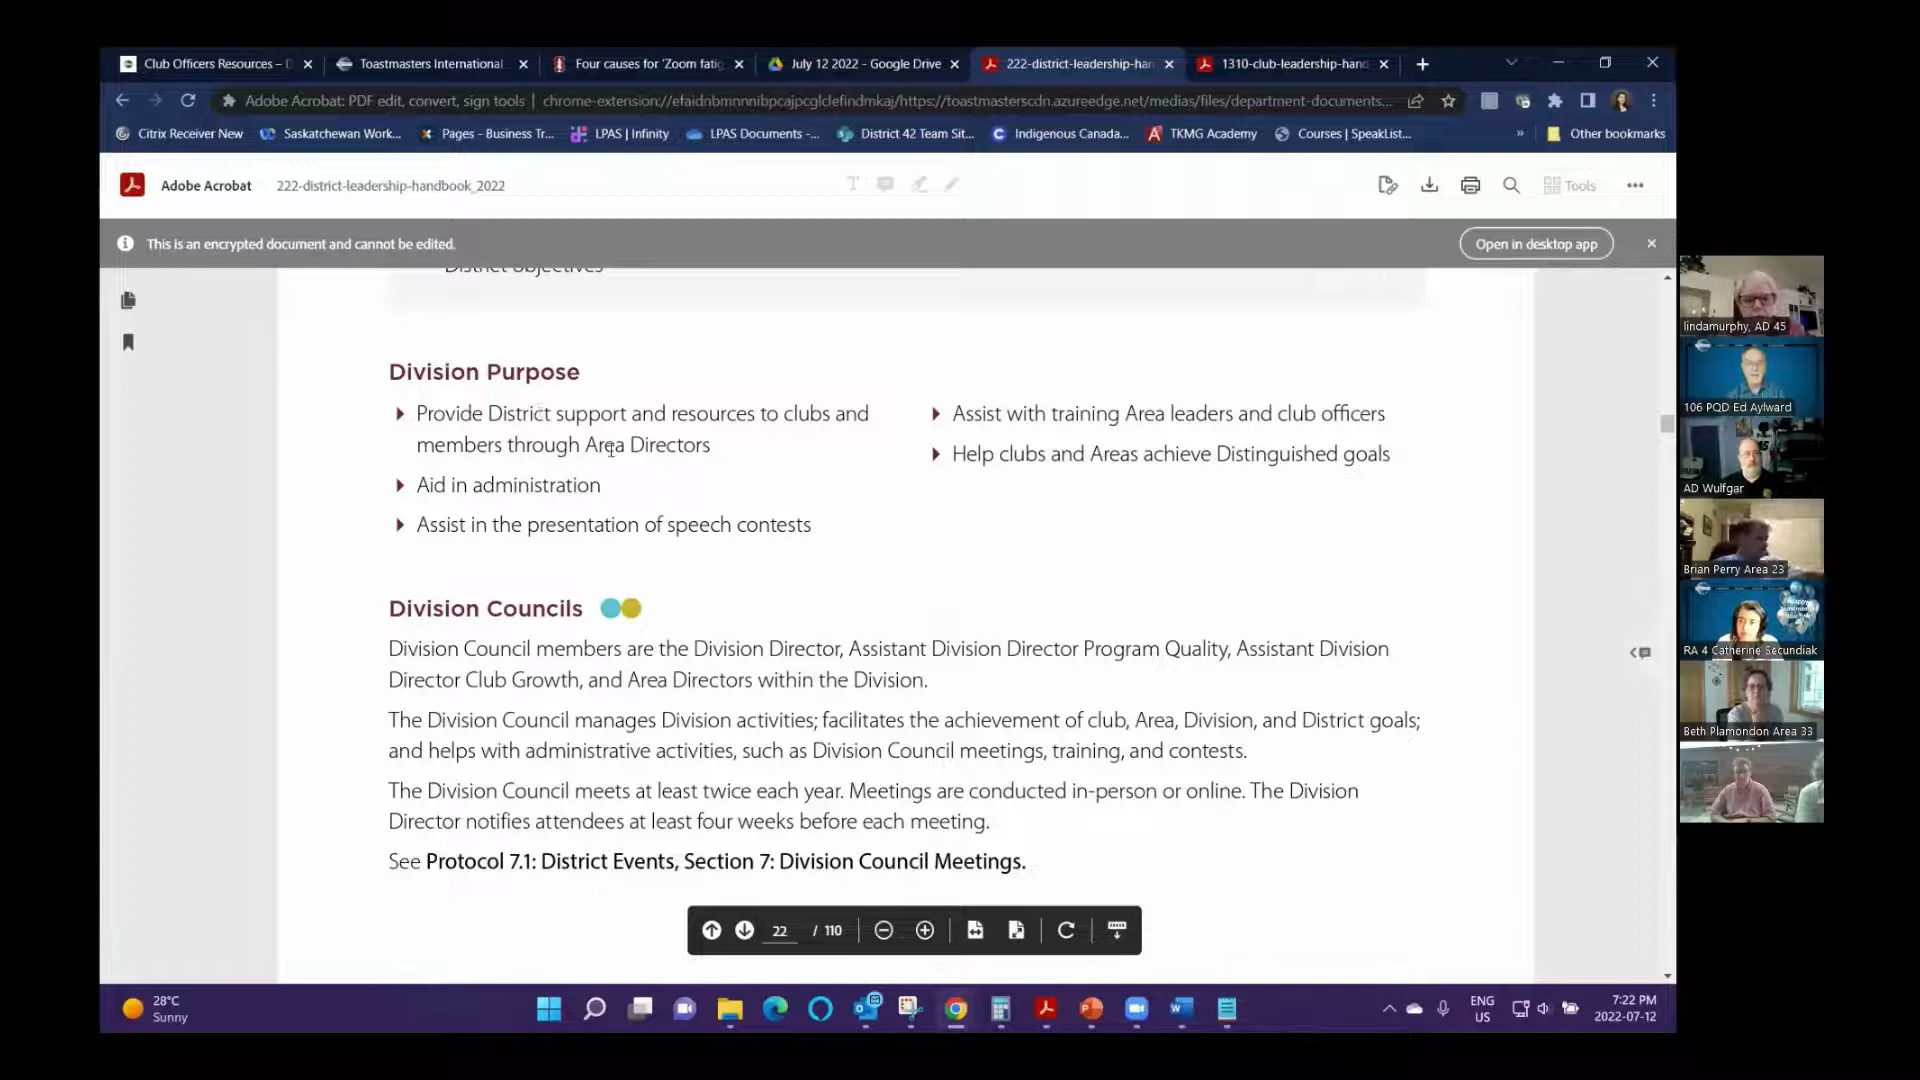 Club Officers Resources – D
Toastmasters International
Four causes for 'Zoom fatig
July 12 2022 - Google Drive
222-district-leadership-han
1310-club-leadership-hand
Adobe Acrobat: PDF edit, convert, sign tools
chrome-extension://efaidnbmnnnibpcajpcglclefindmkaj/https://toastmasterscdn.azureedge.net/medias/files/department-documents...
Citrix Receiver New
Saskatchewan Work...
Pages - Business Tr...
LPAS | Infinity
LPAS Documents -...
District 42 Team Sit...
Indigenous Canada...
TKMG Academy
Courses | SpeakList...
»
Other bookmarks
Adobe Acrobat
222-district-leadership-handbook_2022
Tools
This is an encrypted document and cannot be edited.
Open in desktop app
District Objectives
Division Purpose
Provide District support and resources to clubs and
members through Area Directors
Aid in administration
Assist in the presentation of speech contests
Assist with training Area leaders and club officers
Help clubs and Areas achieve Distinguished goals
Division Councils
Division Council members are the Division Director, Assistant Division Director Program Quality, Assistant Division
Director Club Growth, and Area Directors within the Division.
The Division Council manages Division activities; facilitates the achievement of club, Area, Division, and District goals;
and helps with administrative activities, such as Division Council meetings, training, and contests.
The Division Council meets at least twice each year. Meetings are conducted in-person or online. The Division
Director notifies attendees at least four weeks before each meeting.
See Protocol 7.1: District Events, Section 7: Division Council Meetings.
22 / 110
28°C
Sunny
ENG
US
7:22 PM
2022-07-12
lindamurphy, AD 45
106 PQD Ed Aylward
AD Wulfgar
Brian Perry Area 23
RA 4 Catherine Secundiak
Beth Plamondon Area 33